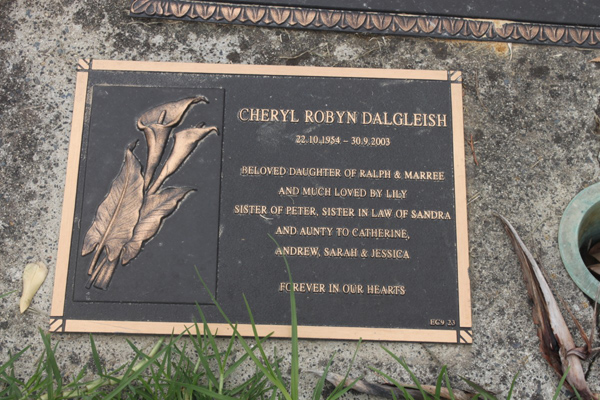 CHERYL ROBYN DALGLEISH
22.10.1954 – 30.9.2003
BELOVED DAUGHTER OF RALPH & MARREE
AND MUCH LOVED BY LILY
SISTER OF PETER, SISTER IN LAW OF SANDRA
AND AUNTY TO CATHERINE,
ANDREW, SARAH & JESSICA
FOREVER IN OUR HEARTS
EG9 23